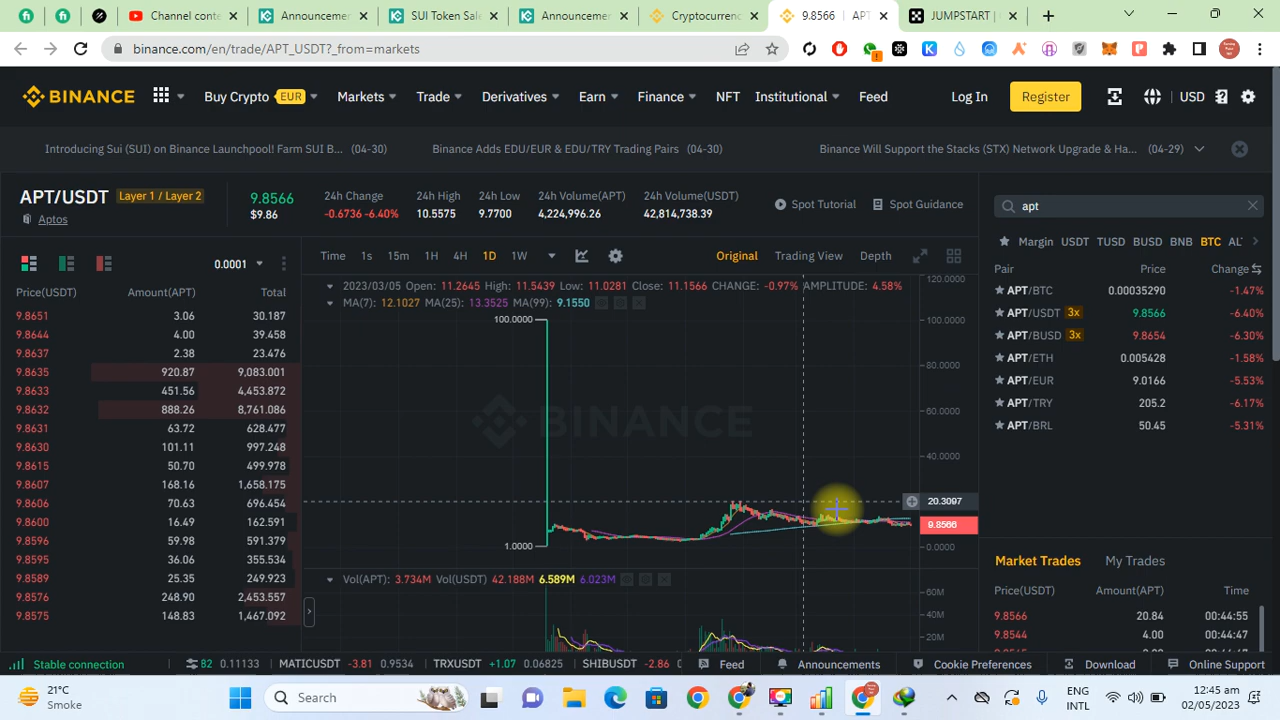 Channel conte
Announcemen
SUI Token Sale
Announcemen
Cryptocurrenc
9.8566 | APT
JUMPSTART |
binance.com/en/trade/APT_USDT?_from=markets
BINANCE
Buy Crypto EUR
Markets
Trade
Derivatives
Earn
Finance
NFT
Institutional
Feed
Log In
Register
USD
Introducing Sui (SUI) on Binance Launchpool! Farm SUI B... (04-30)
Binance Adds EDU/EUR & EDU/TRY Trading Pairs (04-30)
Binance Will Support the Stacks (STX) Network Upgrade & Ha... (04-29)
APT/USDT Layer 1 / Layer 2
Aptos
9.8566
$9.86
24h Change
-0.6736 -6.40%
24h High
10.5575
24h Low
9.7700
24h Volume(APT)
4,224,996.26
24h Volume(USDT)
42,814,738.39
Spot Tutorial
Spot Guidance
0.0001
Price(USDT) Amount(APT) Total
9.8651 3.06 30.187
9.8644 4.00 39.458
9.8637 2.38 23.476
9.8635 920.87 9,083.001
9.8633 451.56 4,453.872
9.8632 888.26 8,761.086
9.8631 63.72 628.477
9.8630 101.11 997.248
9.8615 50.70 499.978
9.8607 168.16 1,658.175
9.8606 70.63 696.454
9.8600 16.49 162.591
9.8596 59.98 591.379
9.8595 36.06 355.534
9.8589 25.35 249.923
9.8576 248.90 2,453.557
9.8575 148.83 1,467.092
Time 1s 15m 1H 4H 1D 1W
Original Trading View Depth
2023/03/05 Open: 11.2645 High: 11.5439 Low: 11.0281 Close: 11.1566 CHANGE: -0.97% AMPLITUDE: 4.58%
MA(7): 12.1027 MA(25): 13.3525 MA(99): 9.1550
100.0000
1.0000
BINANCE
120.0000
100.0000
80.0000
60.0000
40.0000
20.3097
9.8566
0.0000
Vol(APT): 3.734M Vol(USDT) 42.188M 6.589M 6.023M
60M
40M
20M
apt
Margin USDT TUSD BUSD BNB BTC AL
Pair Price Change
APT/BTC 0.00035290 -1.47%
APT/USDT 3x 9.8566 -6.40%
APT/BUSD 3x 9.8654 -6.30%
APT/ETH 0.005428 -1.58%
APT/EUR 9.0166 -5.53%
APT/TRY 205.2 -6.17%
APT/BRL 50.45 -5.31%
Market Trades My Trades
Price(USDT) Amount(APT) Time
9.8566 20.84 00:44:55
9.8544 4.00 00:44:47
Stable connection
82 0.11133
MATICUSDT -3.81 0.9534
TRXUSDT +1.07 0.06825
SHIBUSDT -2.86
Feed
Announcements
Cookie Preferences
Download
Online Support
21°C
Smoke
Search
ENG
INTL
12:45 am
02/05/2023